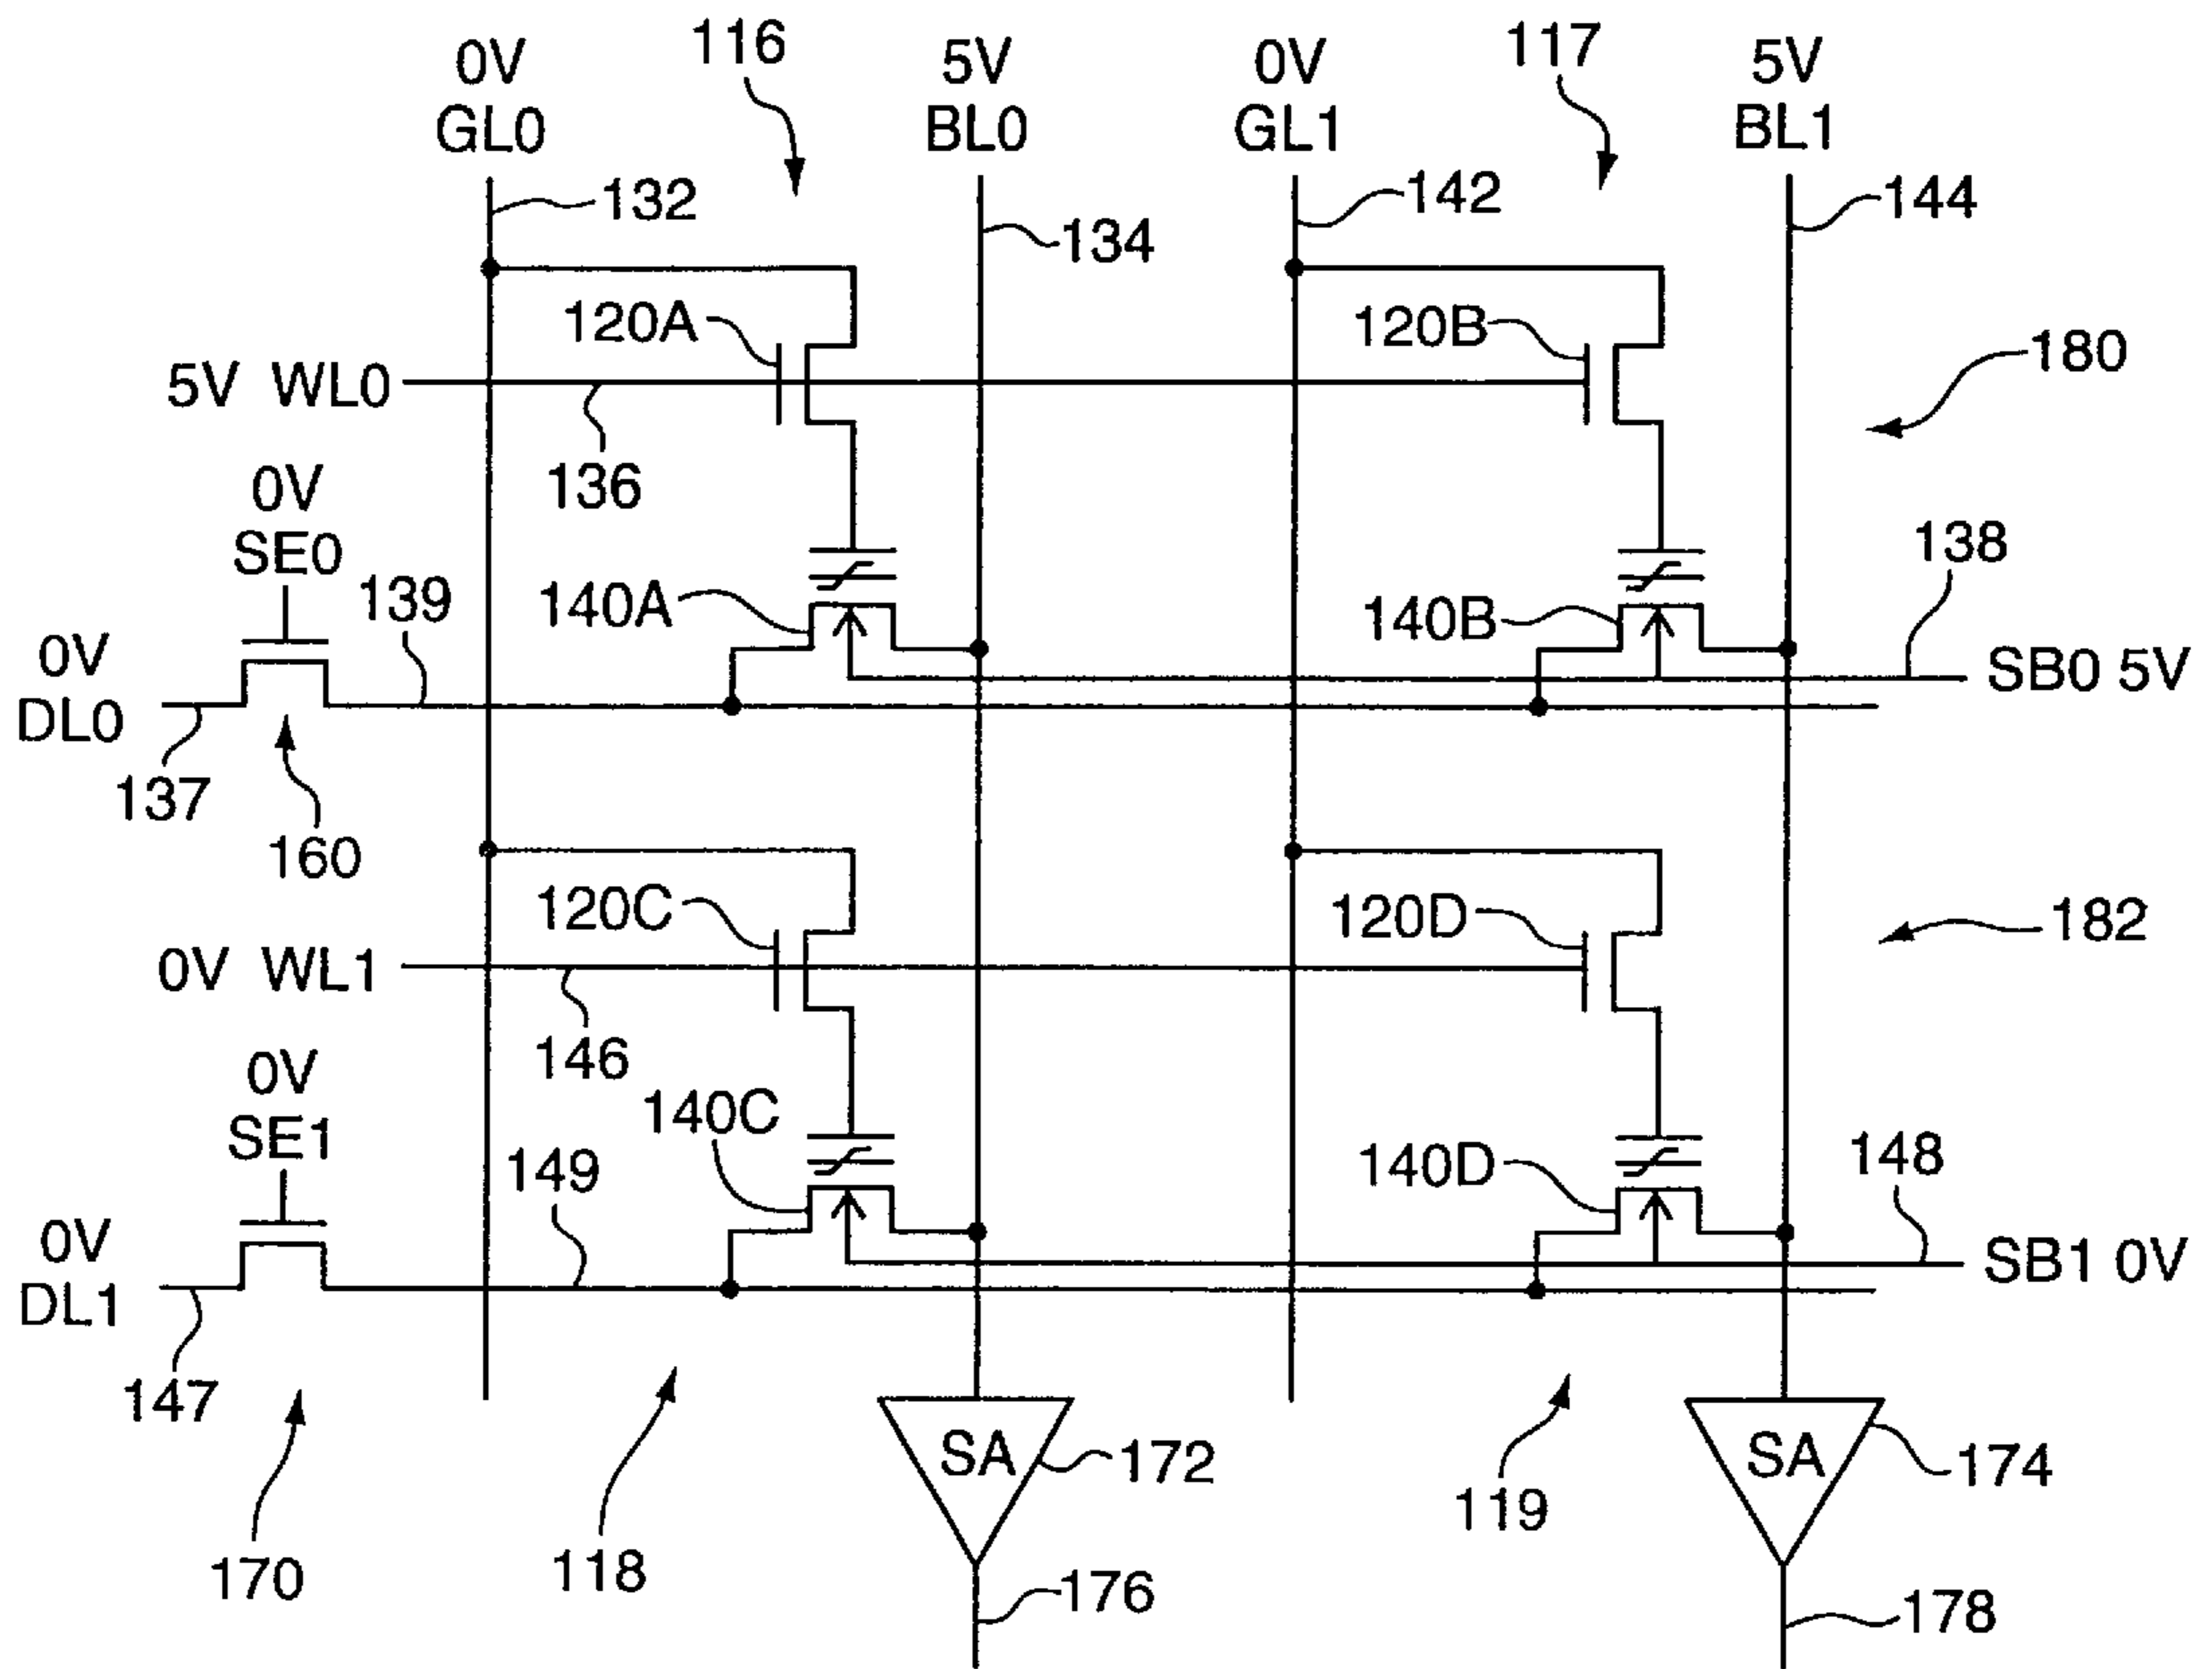 0V
GL0
116
5V
BL0
0V
GL1
117
5V
BL1
132
134
142
144
120A
120B
180
5V WL0
136
0V
SE0
139
140A
140B
138
0V
DL0
SB0 5V
137
160
120C
120D
182
0V WL1
146
0V
SE1
140C
149
140D
148
0V
DL1
SB1 0V
147
SA
172
SA
174
119
170
118
176
178